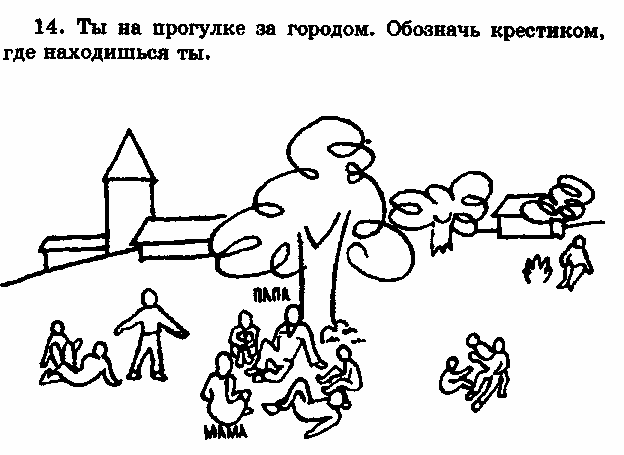 14. Ты на прогулке за городом. Обозначь крестиком,
где находишься ты.
ПАПА
МАМА